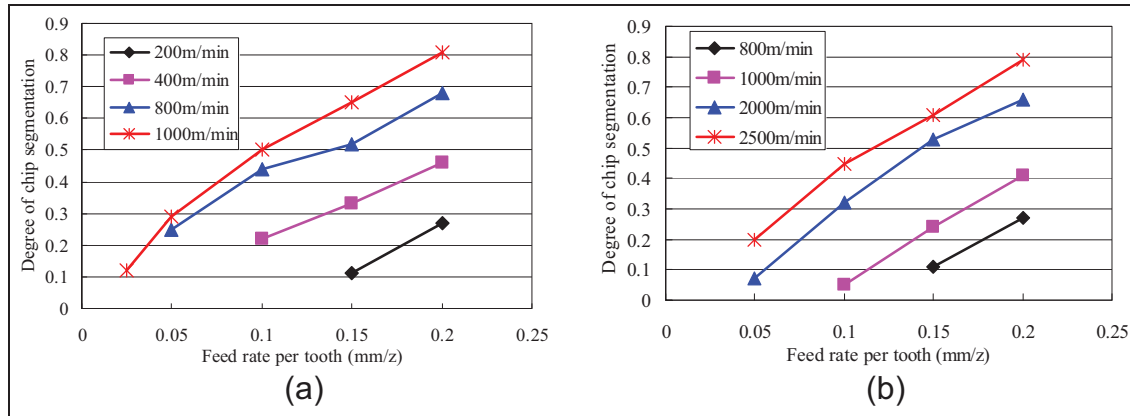 0.9
0.8
0.7
0.6
0.5
0.4
0.3
0.2
0.1
0
Degree of chip segmentation
200m/min
400m/min
800m/min
1000m/min
0 0.05 0.1 0.15 0.2 0.25
Feed rate per tooth (mm/z)
(a)
0.9
0.8
0.7
0.6
0.5
0.4
0.3
0.2
0.1
0
Degree of chip segmentation
800m/min
1000m/min
2000m/min
2500m/min
0 0.05 0.1 0.15 0.2 0.25
Feed rate per tooth (mm/z)
(b)